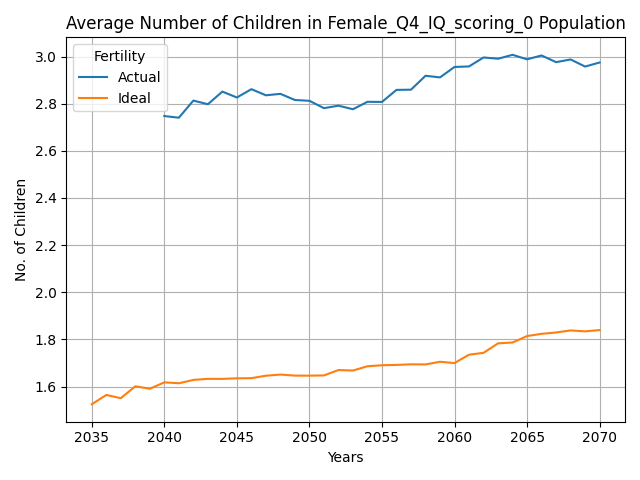 Average Number of Children in Female_Q4_IQ_scoring_0 Population
Fertility
Actual
Ideal
No. of Children
3.0
2.8
2.6
2.4
2.2
2.0
1.8
1.6
2035 2040 2045 2050 2055 2060 2065 2070
Years